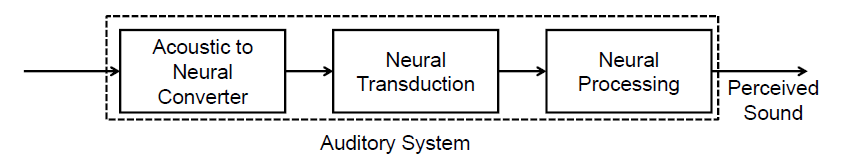 Acoustic to
Neural
Converter
Neural
Transduction
Neural
Processing
Perceived
Sound
Auditory System